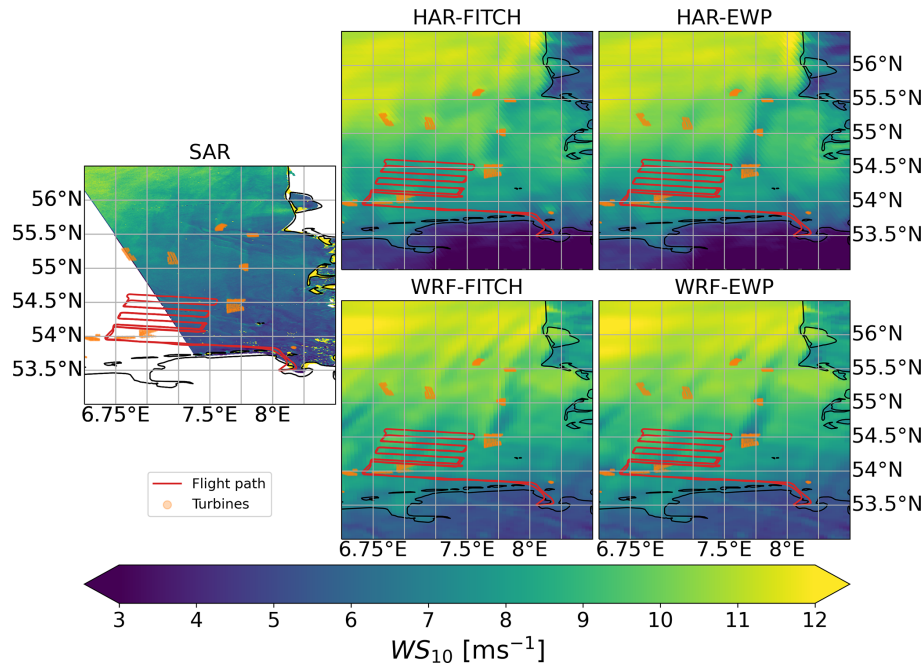 HAR-FITCH
HAR-EWP
56°N
55.5°N
55°N
54.5°N
54°N
53.5°N
SAR
56°N
55.5°N
55°N
54.5°N
54°N
53.5°N
6.75°E
7.5°E
8°E
WRF-FITCH
WRF-EWP
56°N
55.5°N
55°N
54.5°N
54°N
53.5°N
6.75°E
7.5°E
8°E
6.75°E
7.5°E
8°E
Flight path
Turbines
3 4 5 6 7 8 9 10 11 12
WS10 [ms−1]